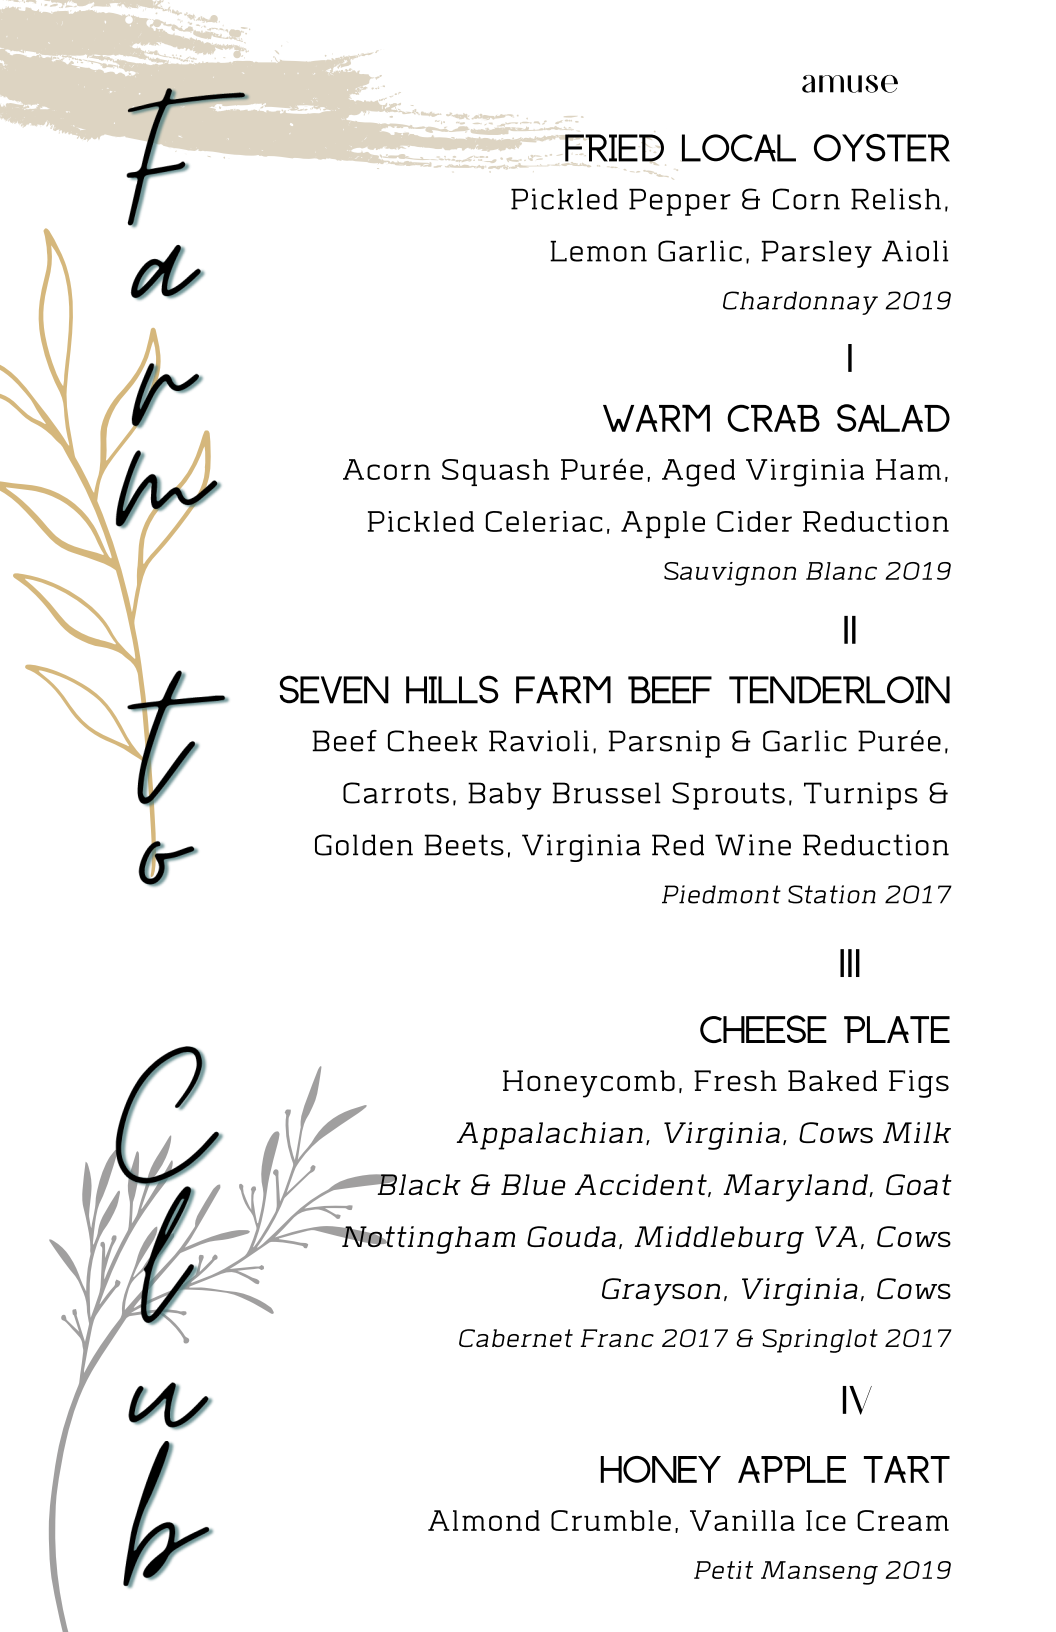 Farm to Club
amuse
FRIED LOCAL OYSTER
Pickled Pepper & Corn Relish,
Lemon Garlic, Parsley Aioli
Chardonnay 2019
I
WARM CRAB SALAD
Acorn Squash Purée, Aged Virginia Ham,
Pickled Celeriac, Apple Cider Reduction
Sauvignon Blanc 2019
II
SEVEN HILLS FARM BEEF TENDERLOIN
Beef Cheek Ravioli, Parsnip & Garlic Purée,
Carrots, Baby Brussel Sprouts, Turnips &
Golden Beets, Virginia Red Wine Reduction
Piedmont Station 2017
III
CHEESE PLATE
Honeycomb, Fresh Baked Figs
Appalachian, Virginia, Cows Milk
Black & Blue Accident, Maryland, Goat
Nottingham Gouda, Middleburg VA, Cows
Grayson, Virginia, Cows
Cabernet Franc 2017 & Springlot 2017
IV
HONEY APPLE TART
Almond Crumble, Vanilla Ice Cream
Petit Manseng 2019